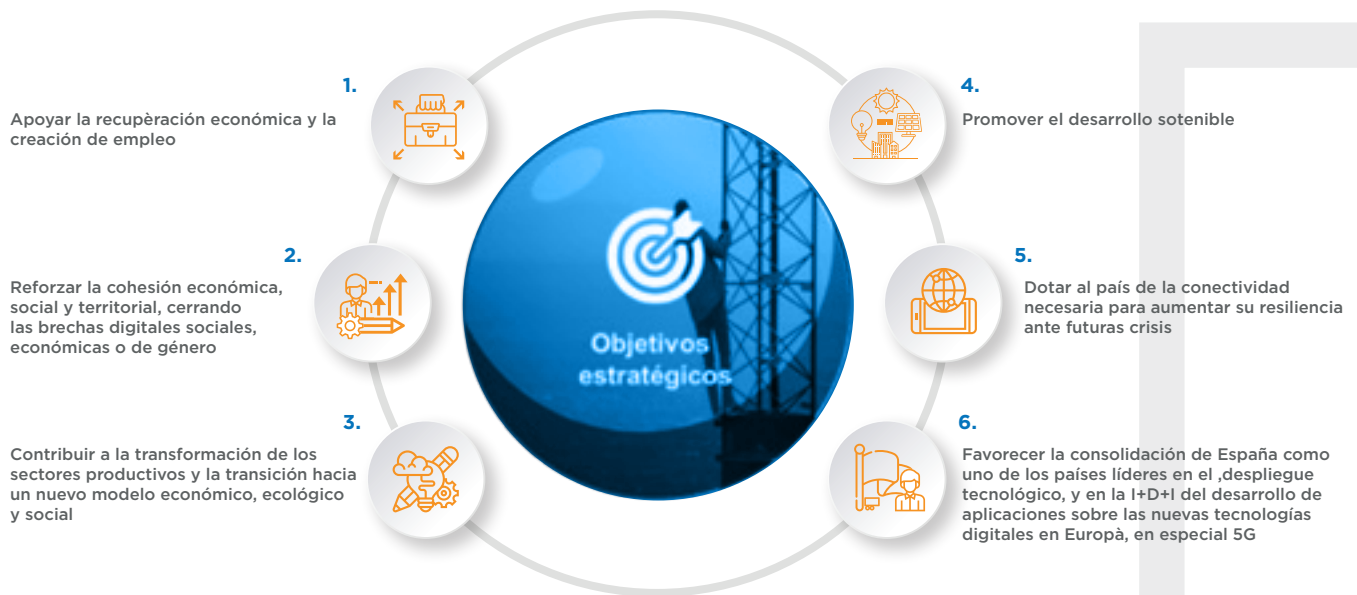 1.
Apoyar la recupèración económica y la
creación de empleo
2.
Reforzar la cohesión económica,
social y territorial, cerrando
las brechas digitales sociales,
económicas o de género
3.
Contribuir a la transformación de los
sectores productivos y la transición hacia
un nuevo modelo económico, ecológico
y social
Objetivos
estratégicos
4.
Promover el desarrollo sotenible
5.
Dotar al país de la conectividad
necesaria para aumentar su resiliencia
ante futuras crisis
6.
Favorecer la consolidación de España como
uno de los países líderes en el ,despliegue
tecnológico, y en la I+D+I del desarrollo de
aplicaciones sobre las nuevas tecnologías
digitales en Europà, en especial 5G